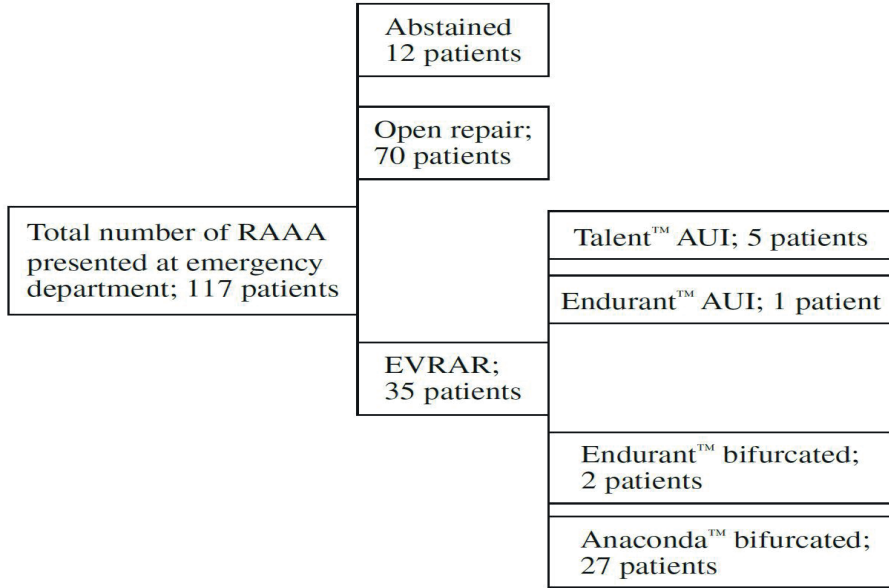 Abstained
12 patients
Open repair;
70 patients
Total number of RAAA
presented at emergency
department; 117 patients
EVRAR;
35 patients
Talent™ AUI; 5 patients
Endurant™ AUI; 1 patient
Endurant™ bifurcated;
2 patients
Anaconda™ bifurcated;
27 patients